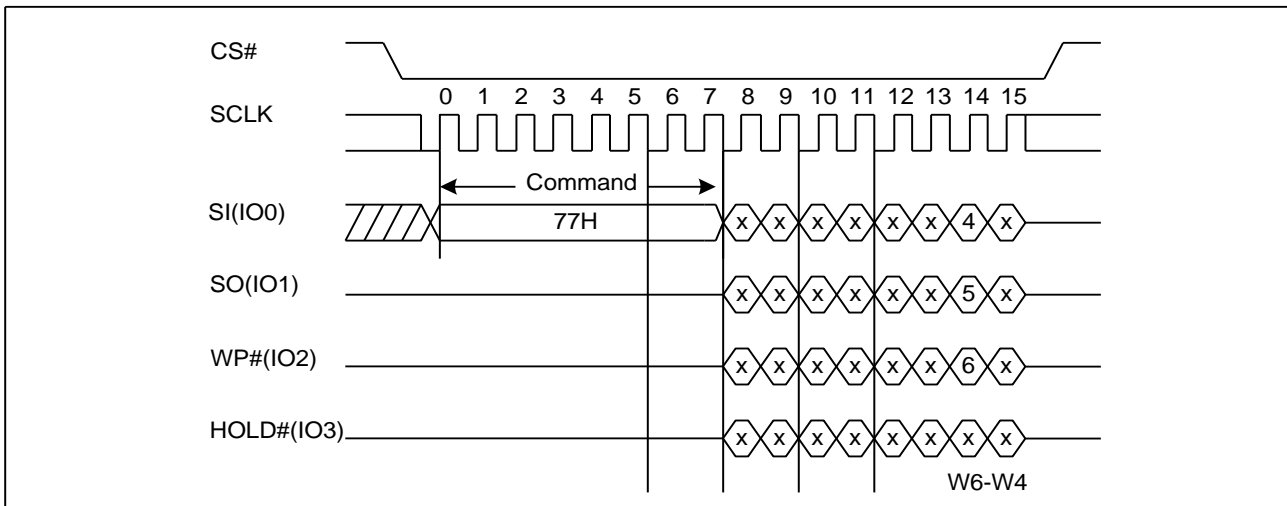 CS#
0 1 2 3 4 5 6 7 8 9 10 11 12 13 14 15
SCLK
Command
SI(IO0)
77H
x x x x x x 4 x
SO(IO1)
x x x x x x 5 x
WP#(IO2)
x x x x x x 6 x
HOLD#(IO3)
x x x x x x x x
W6-W4